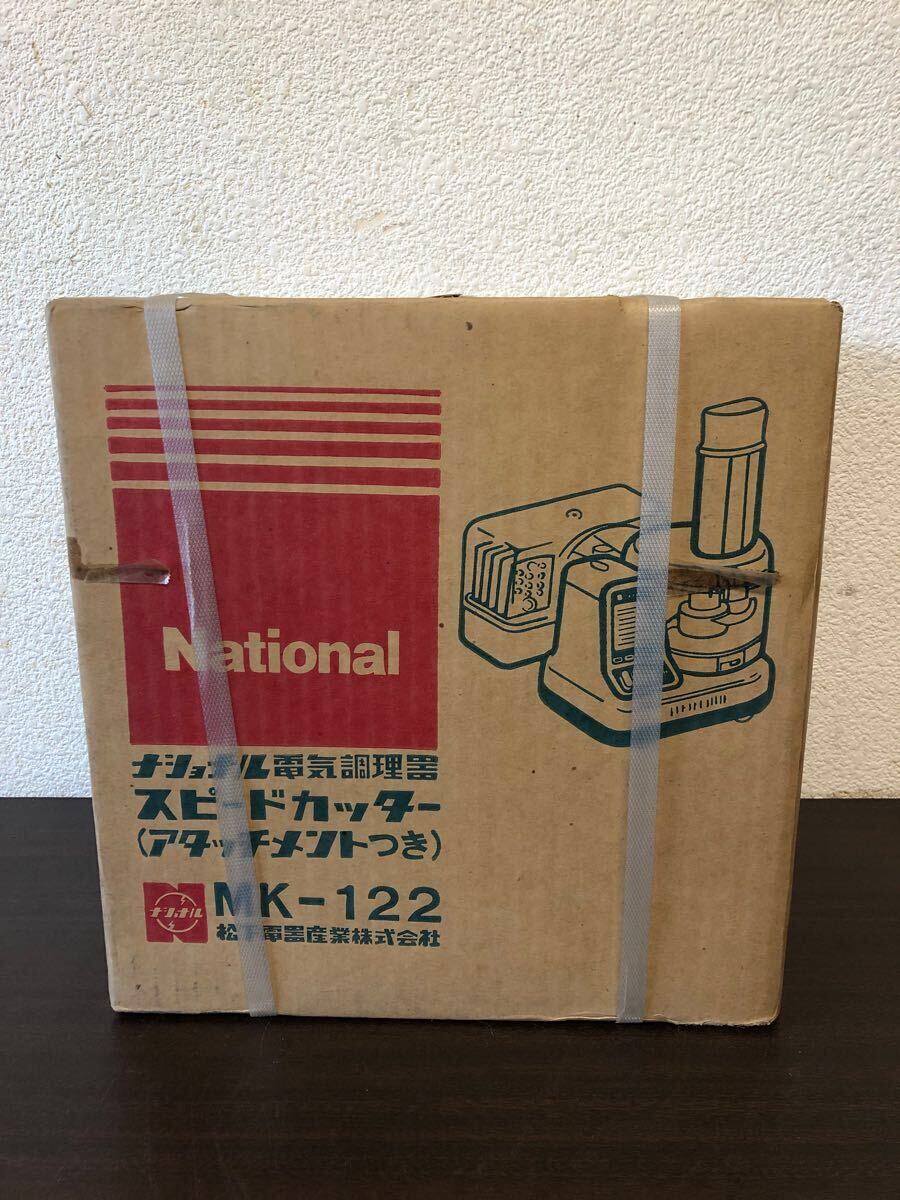 National
ナショナル電気調理器
スピードカッター
(アタッチメントつき)
ナショナル
MK-122
松下電器産業株式会社